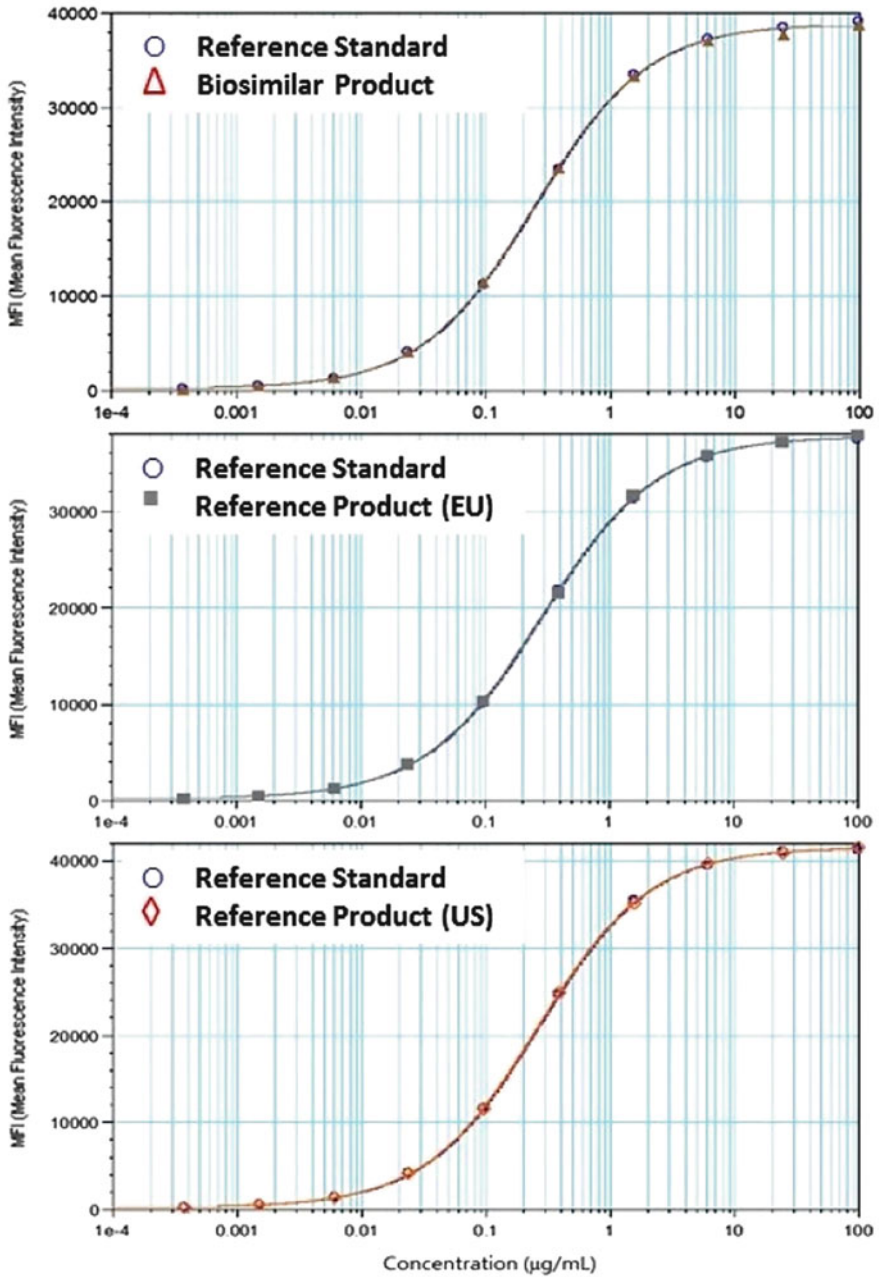 40000
Reference Standard
Biosimilar Product
30000
20000
10000
0
1e-4 0.001 0.01 0.1 1 10 100
MFI (Mean Fluorescence Intensity)
Reference Standard
Reference Product (EU)
30000
20000
10000
0
1e-4 0.001 0.01 0.1 1 10 100
MFI (Mean Fluorescence Intensity)
40000
Reference Standard
Reference Product (US)
30000
20000
10000
0
1e-4 0.001 0.01 0.1 1 10 100
MFI (Mean Fluorescence Intensity)
Concentration (µg/mL)